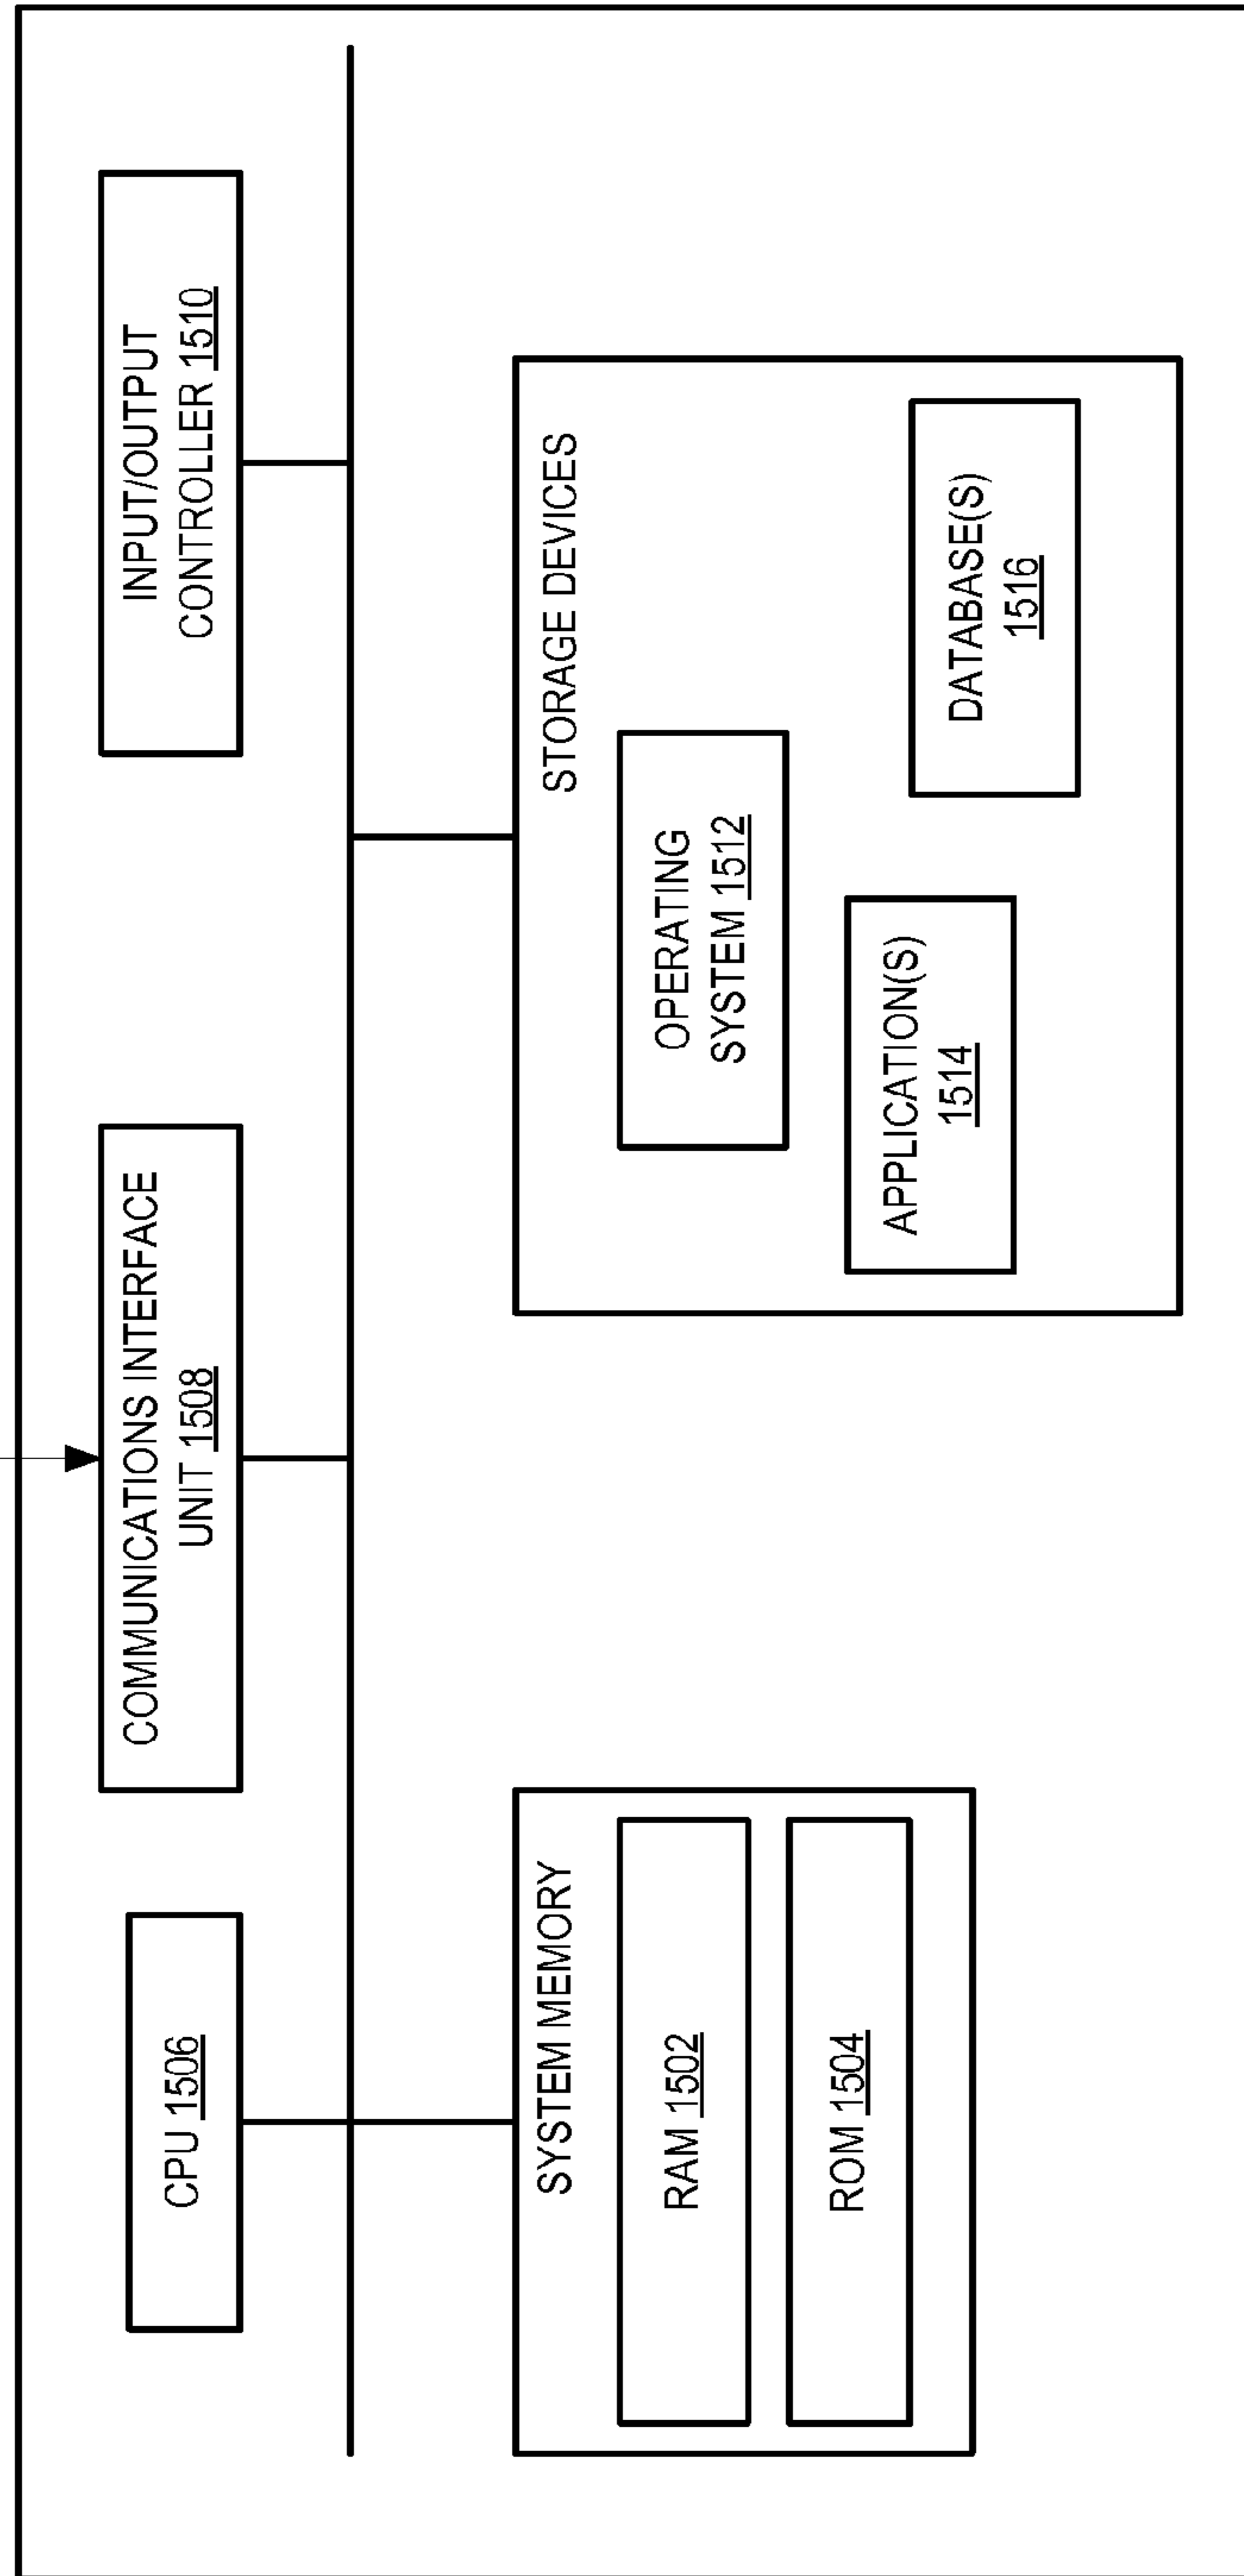 CPU 1506
COMMUNICATIONS INTERFACE
UNIT 1508
INPUT/OUTPUT
CONTROLLER 1510
SYSTEM MEMORY
RAM 1502
ROM 1504
STORAGE DEVICES
OPERATING
SYSTEM 1512
APPLICATION(S)
1514
DATABASE(S)
1516